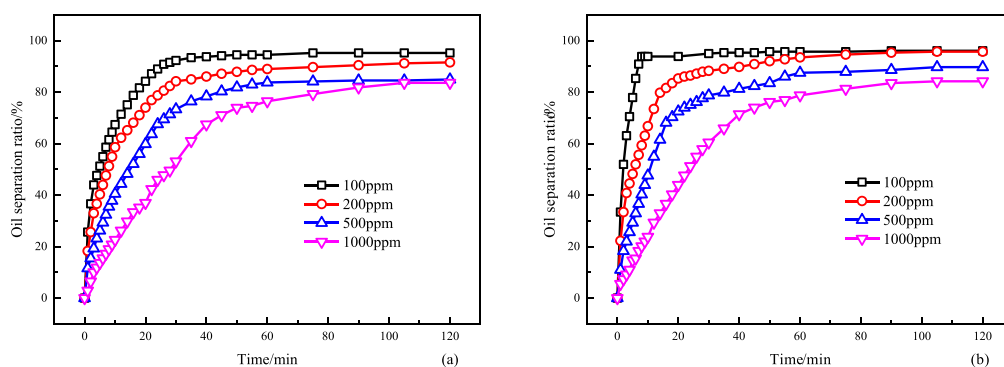 100
80
60
40
20
0
Oil separation ratio/%
100ppm
200ppm
500ppm
1000ppm
0 20 40 60 80 100 120
Time/min (a)
100
80
60
40
20
0
Oil separation ratio%
100ppm
200ppm
500ppm
1000ppm
0 20 40 60 80 100 120
Time/min (b)